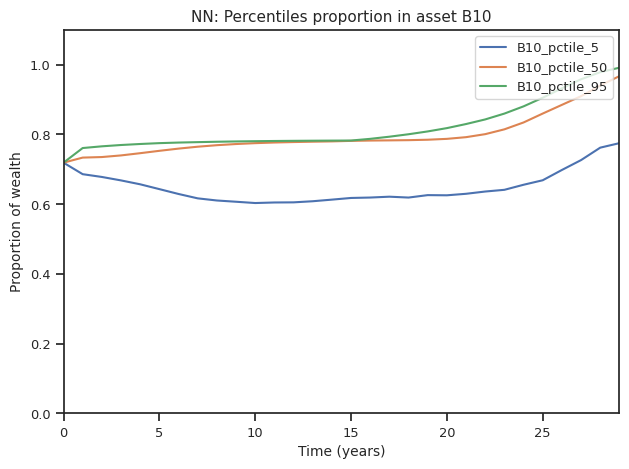 NN: Percentiles proportion in asset B10
B10_pctile_5
B10_pctile_50
B10_pctile_95
Proportion of wealth
1.0
0.8
0.6
0.4
0.2
0.0
0 5 10 15 20 25
Time (years)